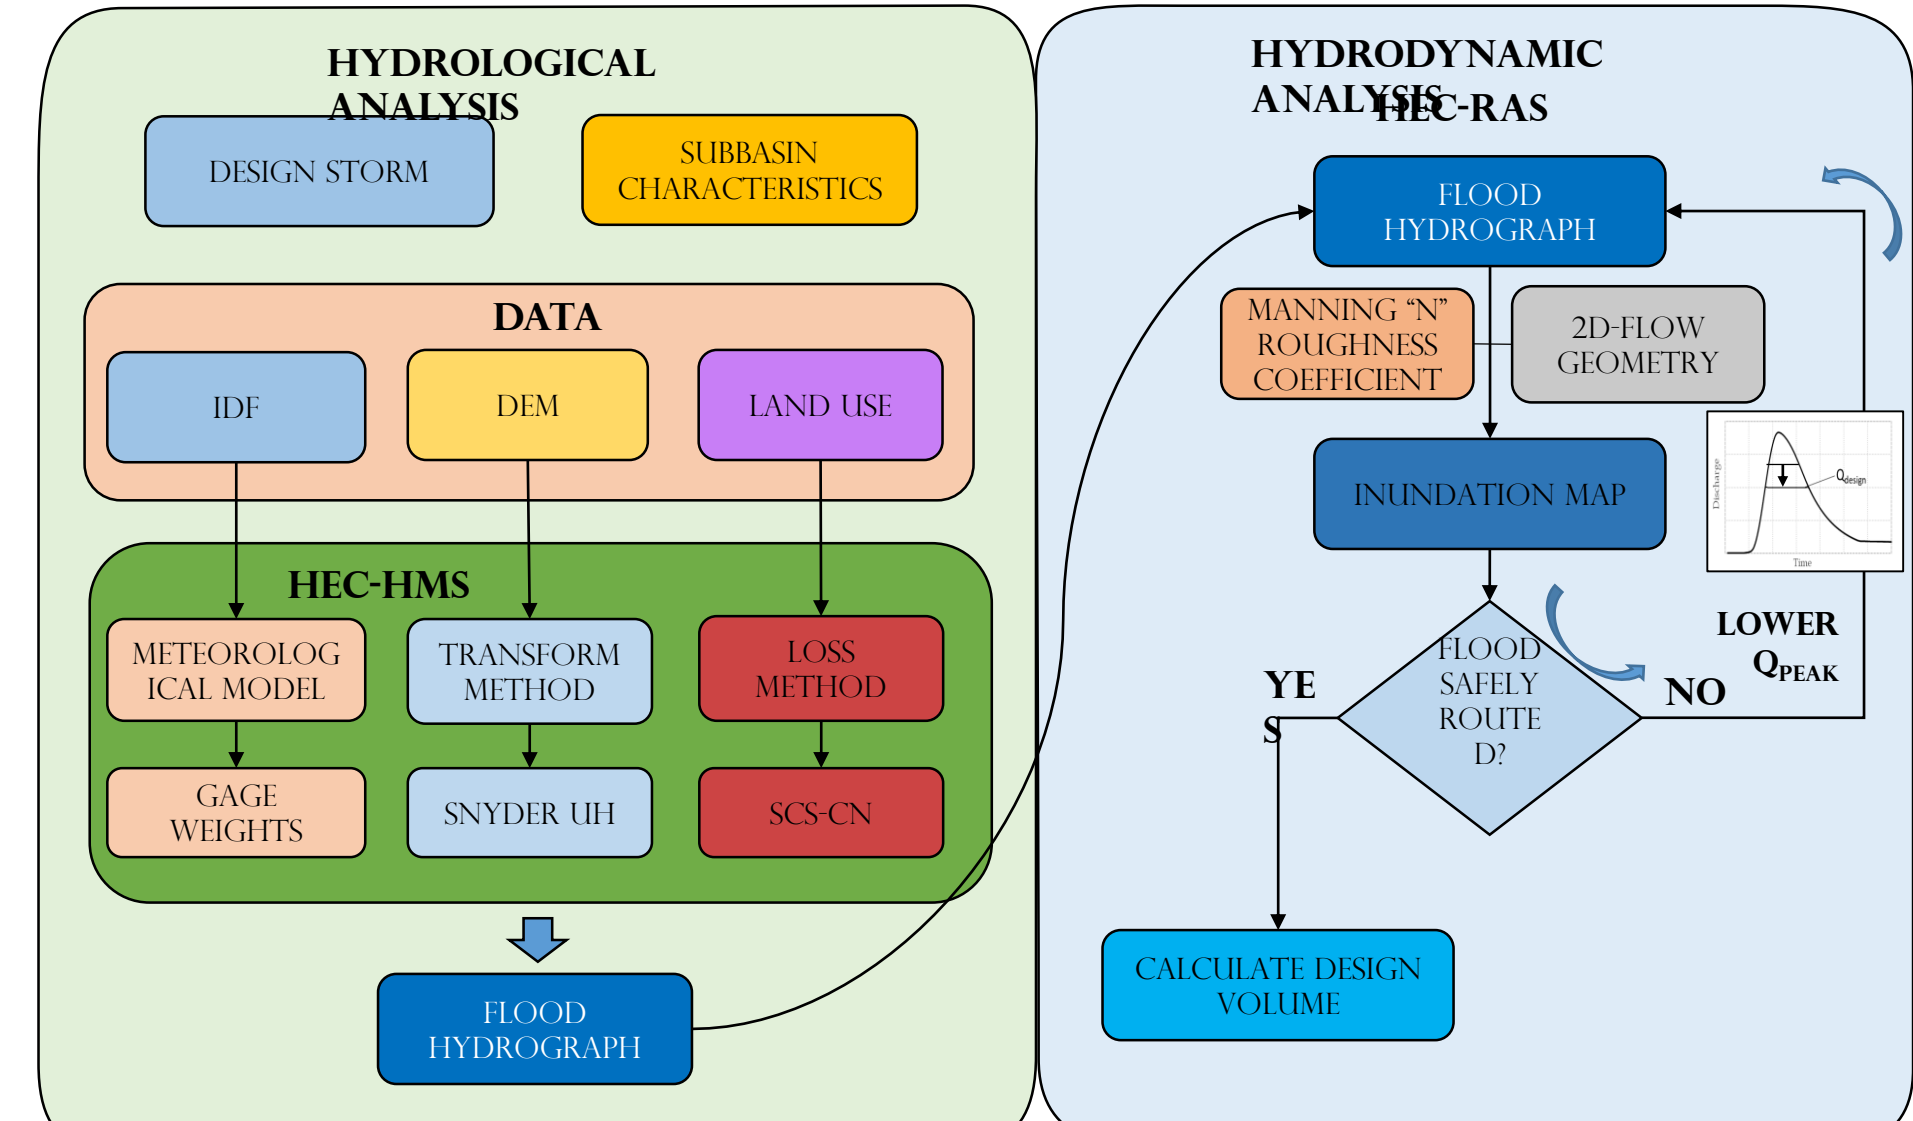 HYDROLOGICAL
ANALYSIS
DESIGN STORM
SUBBASIN
CHARACTERISTICS
DATA
IDF
DEM
LAND USE
HEC-HMS
METEOROLOG
ICAL MODEL
TRANSFORM
METHOD
LOSS
METHOD
GAGE
WEIGHTS
SNYDER UH
SCS-CN
FLOOD
HYDROGRAPH
HYDRODYNAMIC
ANALYSIS
HEC-RAS
FLOOD
HYDROGRAPH
MANNING “N”
ROUGHNESS
COEFFICIENT
2D-FLOW
GEOMETRY
INUNDATION MAP
Discharge
Qdesign
Time
FLOOD
SAFELY
ROUTE
D?
YE
S
NO
LOWER
QPEAK
CALCULATE DESIGN
VOLUME